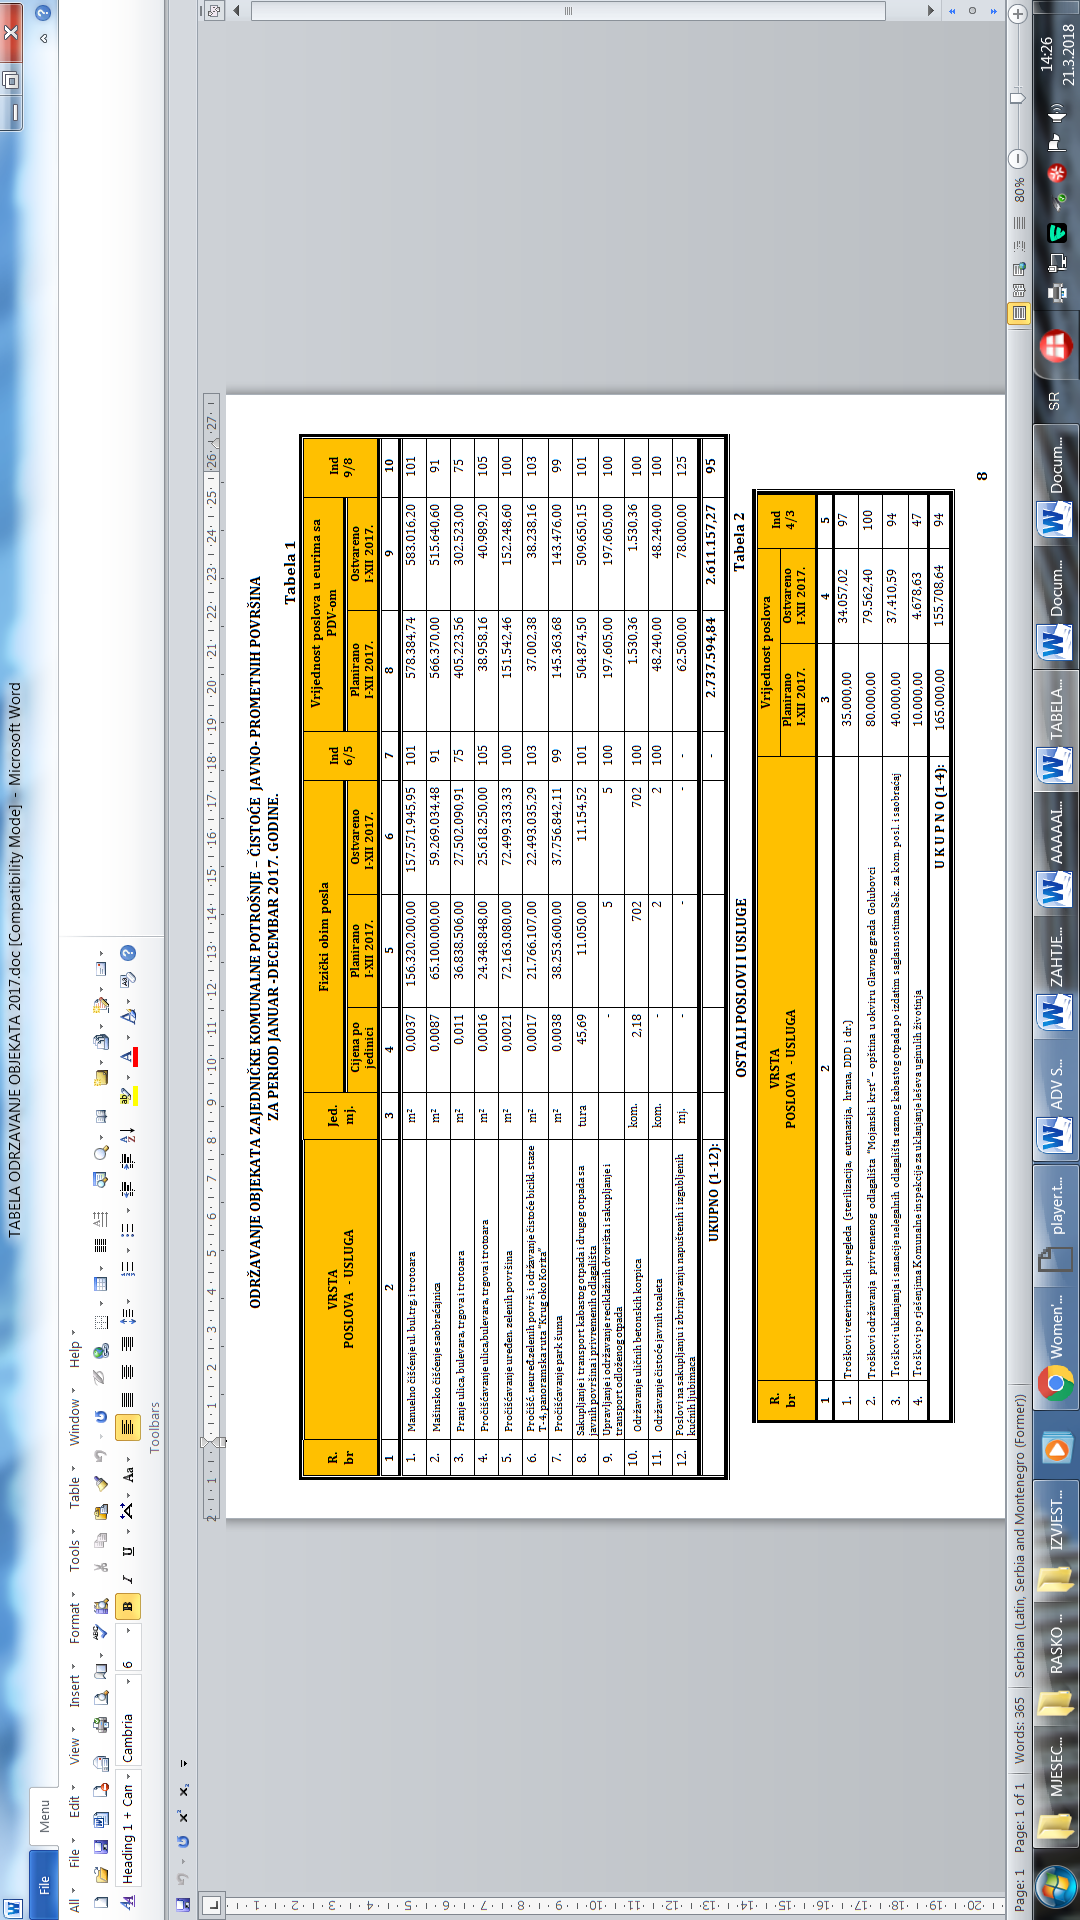 TABELA ODRZAVANJE OBJEKATA 2017.doc [Compatibility Mode] - Microsoft Word
File Menu
All File Edit View Insert Format Tools Table Window Help
Heading 1 + Can Cambria 6 B I U
Toolbars
ODRŽAVANJE OBJEKATA ZAJEDNIČKE KOMUNALNE POTROŠNJE – ČISTOĆE JAVNO- PROMETNIH POVRŠINA
ZA PERIOD JANUAR -DECEMBAR 2017. GODINE.
Tabela 1
R. br | VRSTA POSLOVA - USLUGA | Jed. mj. | Fizički obim posla | Ind 6/5 | Vrijednost poslova u eurima sa PDV-om | Ind 9/8
Cijena po jedinici | Planirano I-XII 2017. | Ostvareno I-XII 2017. | Planirano I-XII 2017. | Ostvareno I-XII 2017.
1 2 3 4 5 6 7 8 9 10
1. Manuelno čišćenje ul. bul.trg. i trotoara m² 0,0037 156.320.200,00 157.571.945,95 101 578.384,74 583.016,20 101
2. Mašinsko čišćenje saobraćajnica m² 0,0087 65.100.000,00 59.269.034,48 91 566.370,00 515.640,60 91
3. Pranje ulica, bulevara, trgova i trotoara m² 0,011 36.838.506,00 27.502.090,91 75 405.223,56 302.523,00 75
4. Pročišćavanje ulica,bulevara, trgova i trotoara m² 0,0016 24.348.848,00 25.618.250,00 105 38.958,16 40.989,20 105
5. Pročišćavanje uređen. zelenih površina m² 0,0021 72.163.080,00 72.499.333,33 100 151.542,46 152.248,60 100
6. Pročišć. neuređ.zelenih površ. i održavanje čistoće bicikl. staze T-4, panoramska ruta "Krug oko Korita" m² 0,0017 21.766.107,00 22.493.035,29 103 37.002,38 38.238,16 103
7. Pročišćavanje park šuma m² 0,0038 38.253.600,00 37.756.842,11 99 145.363,68 143.476,00 99
8. Sakupljanje i transport kabastog otpada i drugog otpada sa javnih površina i privremenih odlagališta tura 45,69 11.050,00 11.154,52 101 504.874,50 509.650,15 101
9. Upravljanje i održavanje reciklažnih dvorišta i sakupljanje i transport odloženog otpada - 5 5 100 197.605,00 197.605,00 100
10. Održavanje uličnih betonskih korpica kom. 2,18 702 702 100 1.530,36 1.530,36 100
11. Održavanje čistoće javnih toaleta kom. - 2 2 100 48.240,00 48.240,00 100
12. Poslovi na sakupljanju i zbrinjavanju napuštenih i izgubljenih kućnih ljubimaca mj. - - - - 62.500,00 78.000,00 125
UKUPNO (1-12): - 2.737.594,84 2.611.157,27 95
OSTALI POSLOVI I USLUGE
Tabela 2
R. br | VRSTA POSLOVA - USLUGA | Vrijednost poslova | Ind 4/3
Planirano I-XII 2017. | Ostvareno I-XII 2017.
1 2 3 4 5
1. Troškovi veterinarskih pregleda (sterilizacija, eutanazija, hrana, DDD i dr.) 35.000,00 34.057,02 97
2. Troškovi održavanja privremenog odlagališta "Mojanski krst" – opština u okviru Glavnog grada Golubovci 80.000,00 79.562,40 100
3. Troškovi uklanjanja i sanacije nelegalnih odlagališta raznog kabastog otpada po izdatim saglasnostima Sek. za kom. posl. i saobraćaj 40.000,00 37.410,59 94
4. Troškovi po rješenjima Komunalne inspekcije za uklanjanje leševa uginulih životinja 10.000,00 4.678,63 47
U K U P N O (1-4): 165.000,00 155.708,64 94
8
Page: 1 Page: 1 of 1 Words: 365 Serbian (Latin, Serbia and Montenegro (Former)) 80%
MJESEC... RASKO ... IZVJEST... Women'... player.t... ADV S... ZAHTJE... AAAAAL... TABELA... Docum... Docum... SR
14:26
21.3.2018